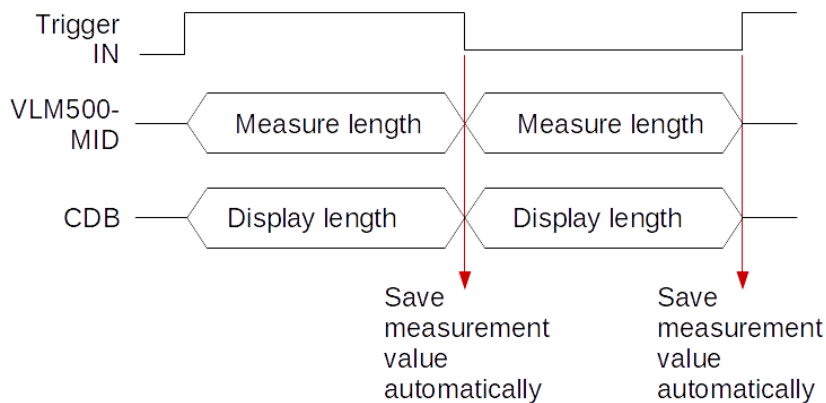 Trigger
IN
VLM500-
MID
Measure length
Measure length
CDB
Display length
Display length
Save
measurement
value
automatically
Save
measurement
value
automatically